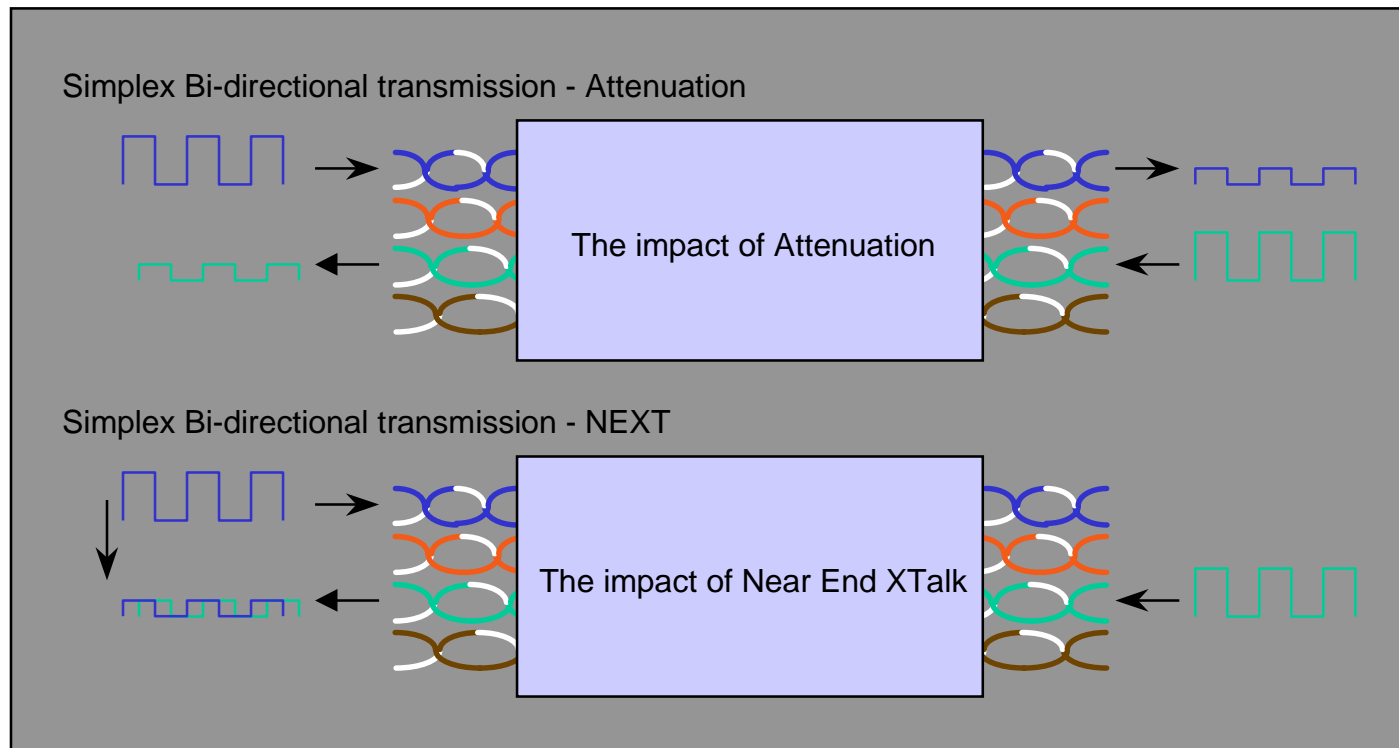 Simplex Bi-directional transmission - Attenuation
The impact of Attenuation
Simplex Bi-directional transmission - NEXT
The impact of Near End XTalk